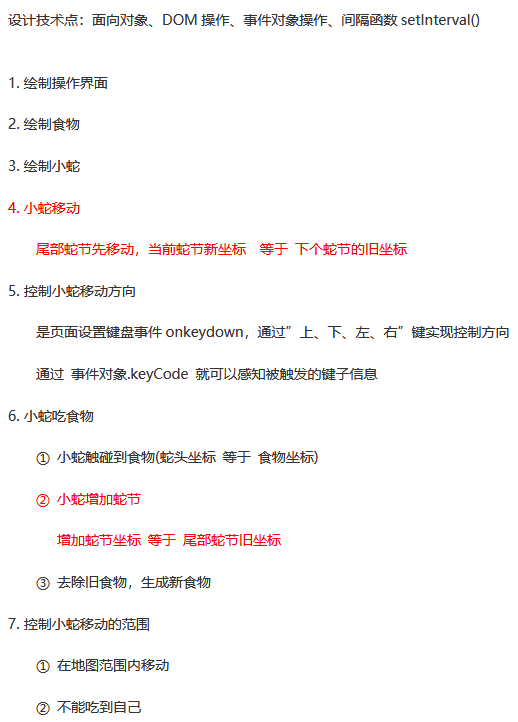 设计技术点：面向对象、DOM 操作、事件对象操作、间隔函数 setInterval()
1. 绘制操作界面
2. 绘制食物
3. 绘制小蛇
4. 小蛇移动
尾部蛇节先移动，当前蛇节新坐标 等于 下个蛇节的旧坐标
5. 控制小蛇移动方向
是页面设置键盘事件 onkeydown，通过”上、下、左、右”键实现控制方向
通过 事件对象.keyCode 就可以感知被触发的键子信息
6. 小蛇吃食物
① 小蛇触碰到食物(蛇头坐标 等于 食物坐标)
② 小蛇增加蛇节
增加蛇节坐标 等于 尾部蛇节旧坐标
③ 去除旧食物，生成新食物
7. 控制小蛇移动的范围
① 在地图范围内移动
② 不能吃到自己